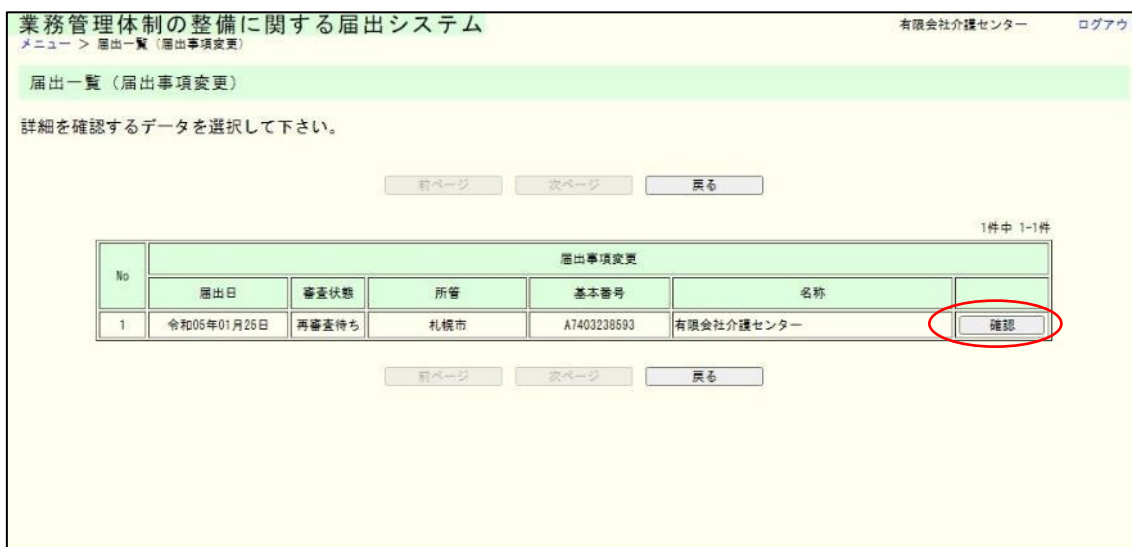 業務管理体制の整備に関する届出システム
有限会社介護センター ログアウ
メニュー > 届出一覧（届出事項変更）
届出一覧（届出事項変更）
詳細を確認するデータを選択して下さい。
前ページ 次ページ 戻る
1件中 1-1件
No 届出事項変更
届出日 審査状態 所管 基本番号 名称
1 令和05年01月25日 再審査待ち 札幌市 A7403238593 有限会社介護センター 確認
前ページ 次ページ 戻る